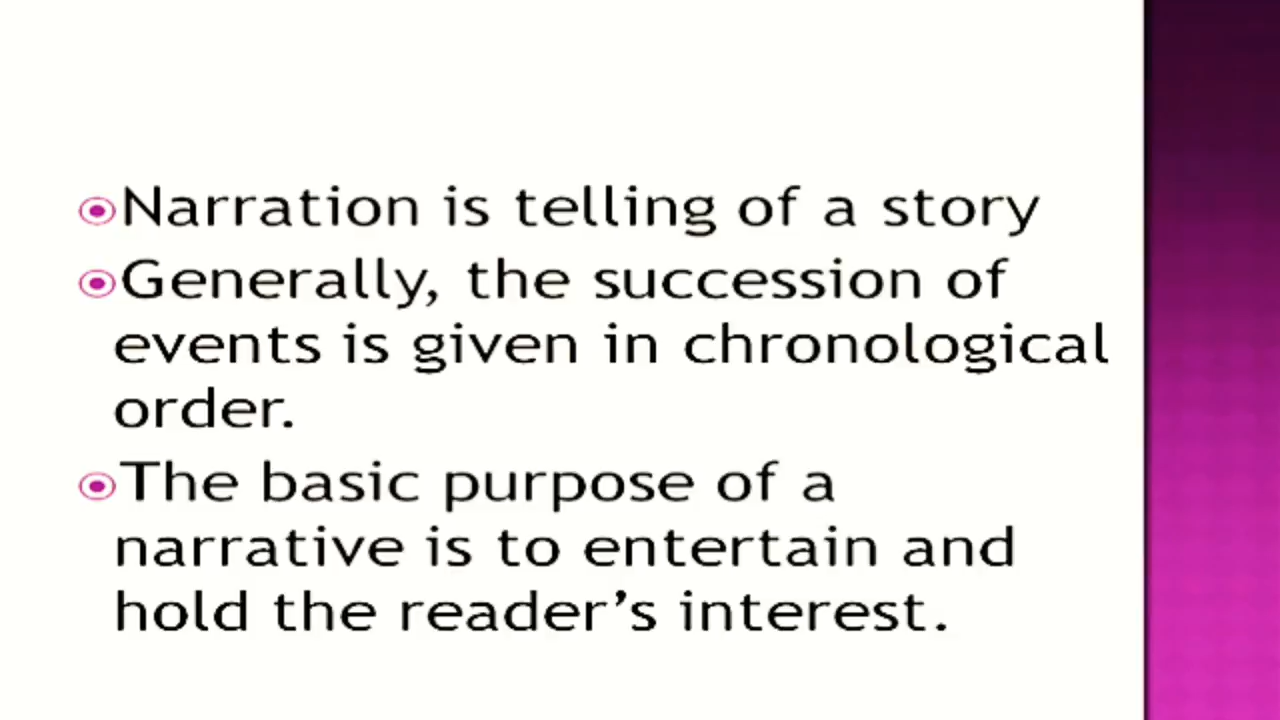 Narration is telling of a story
Generally, the succession of
events is given in chronological
order.
The basic purpose of a
narrative is to entertain and
hold the reader’s interest.